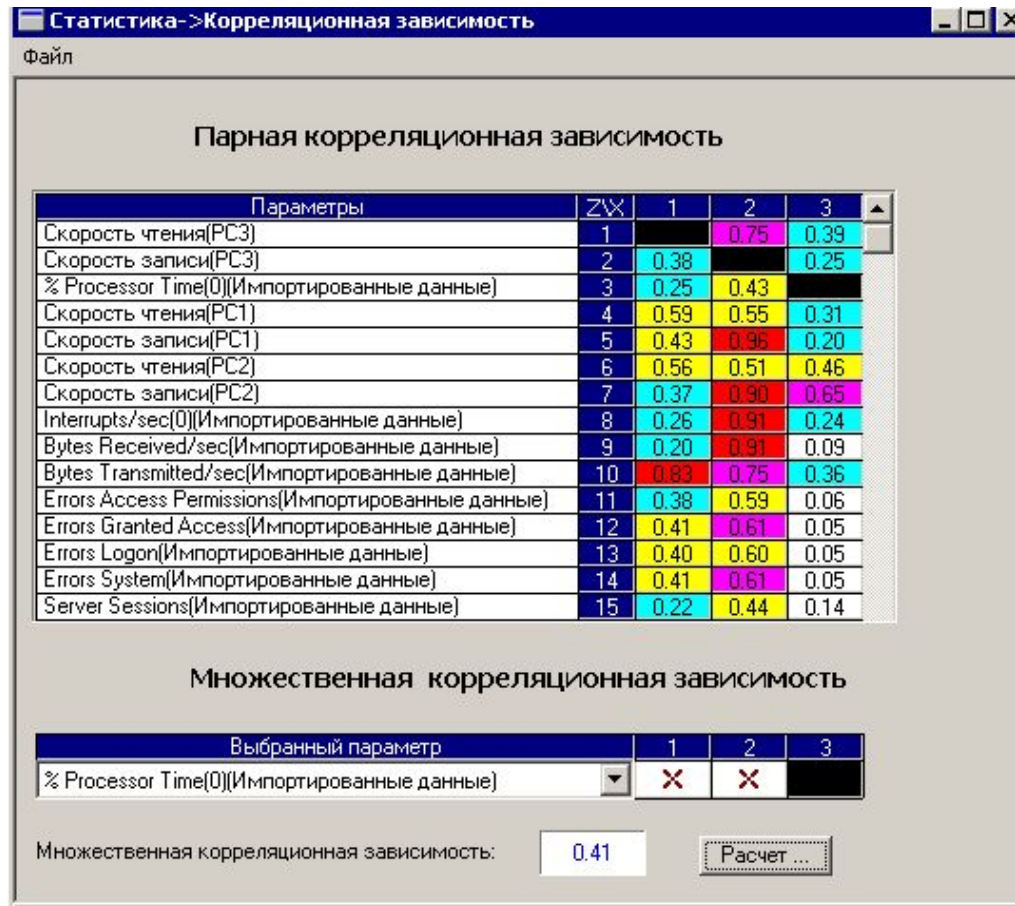 Статистика->Корреляционная зависимость
Файл
Парная корреляционная зависимость
Параметры Z\X 1 2 3
Скорость чтения(PC3) 1 0.75 0.39
Скорость записи(PC3) 2 0.38 0.25
% Processor Time(0)(Импортированные данные) 3 0.25 0.43
Скорость чтения(PC1) 4 0.59 0.55 0.31
Скорость записи(PC1) 5 0.43 0.96 0.20
Скорость чтения(PC2) 6 0.56 0.51 0.46
Скорость записи(PC2) 7 0.37 0.90 0.65
Interrupts/sec(0)(Импортированные данные) 8 0.26 0.91 0.24
Bytes Received/sec(Импортированные данные) 9 0.20 0.91 0.09
Bytes Transmitted/sec(Импортированные данные) 10 0.83 0.75 0.36
Errors Access Permissions(Импортированные данные) 11 0.38 0.59 0.06
Errors Granted Access(Импортированные данные) 12 0.41 0.61 0.05
Errors Logon(Импортированные данные) 13 0.40 0.60 0.05
Errors System(Импортированные данные) 14 0.41 0.61 0.05
Server Sessions(Импортированные данные) 15 0.22 0.44 0.14
Множественная корреляционная зависимость
Выбранный параметр 1 2 3
% Processor Time(0)(Импортированные данные) X X
Множественная корреляционная зависимость: 0.41 Расчет ...